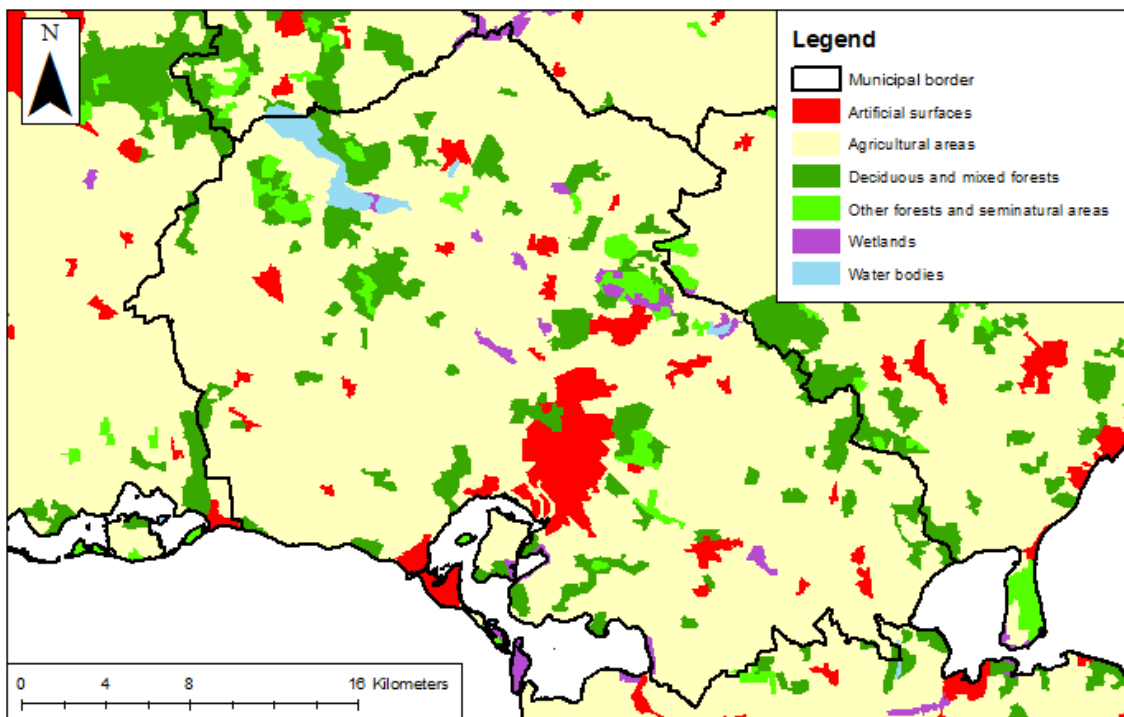 N
Legend
Municipal border
Artificial surfaces
Agricultural areas
Deciduous and mixed forests
Other forests and seminatural areas
Wetlands
Water bodies
0 4 8 16 Kilometers